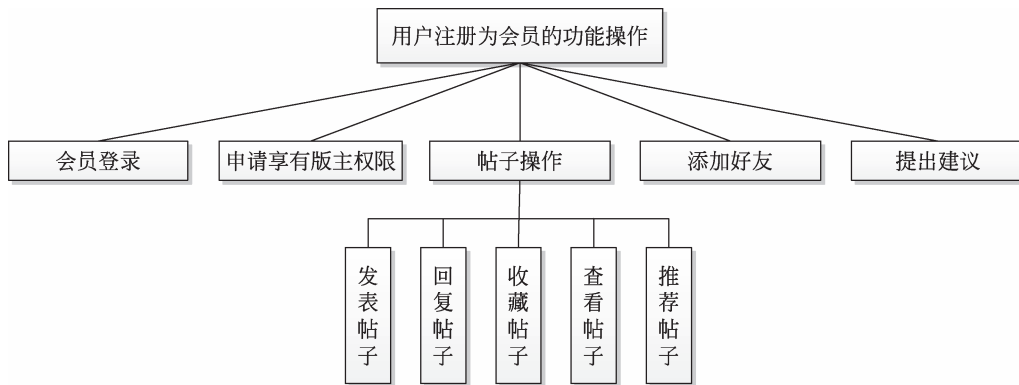 用户注册为会员的功能操作
会员登录
申请享有版主权限
帖子操作
添加好友
提出建议
发表帖子
回复帖子
收藏帖子
查看帖子
推荐帖子